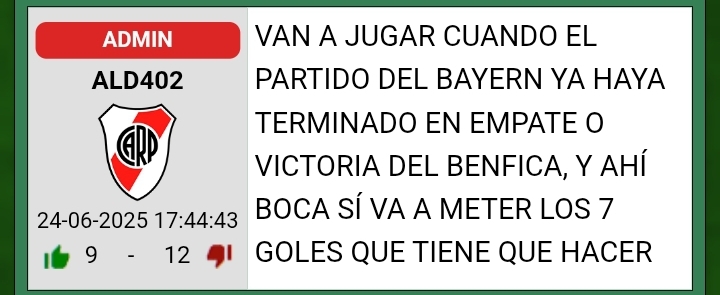 ADMIN
ALD402
CARP
24-06-2025 17:44:43
9 - 12
VAN A JUGAR CUANDO EL
PARTIDO DEL BAYERN YA HAYA
TERMINADO EN EMPATE O
VICTORIA DEL BENFICA, Y AHÍ
BOCA SÍ VA A METER LOS 7
GOLES QUE TIENE QUE HACER